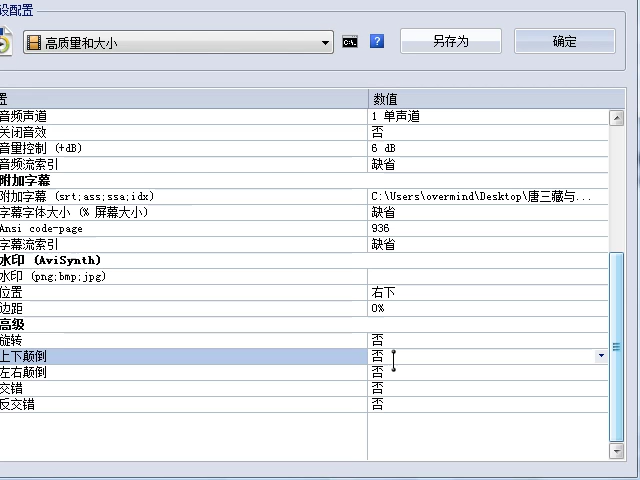 设配置
高质量和大小
C:\.
?
另存为
确定
置 数值
音频声道 1 单声道
关闭音效 否
音量控制 (+dB) 6 dB
音频流索引 缺省
附加字幕
附加字幕 (srt;ass;ssa;idx) C:\Users\overmind\Desktop\唐三藏与...
字幕字体大小 (% 屏幕大小) 缺省
Ansi code-page 936
字幕流索引 缺省
水印 (AviSynth)
水印 (png;bmp;jpg)
位置 右下
边距 0%
高级
旋转 否
上下颠倒 否
左右颠倒 否
交错 否
反交错 否